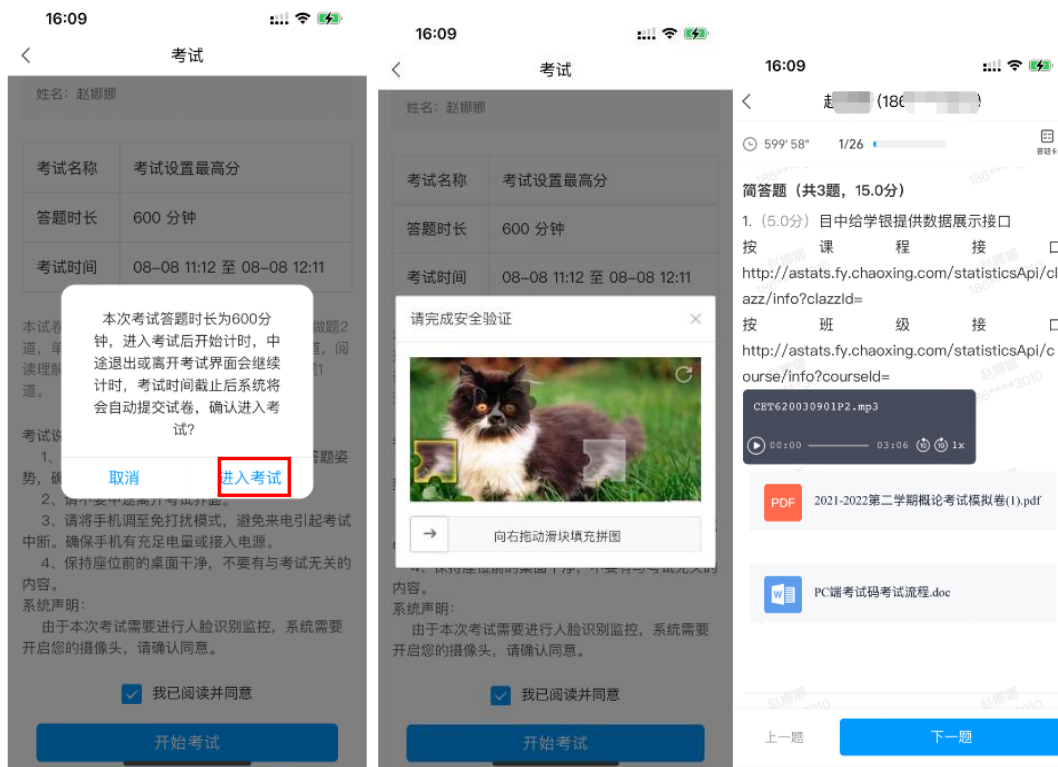 16:09
考试
姓名：赵娜娜
考试名称 考试设置最高分
答题时长 600 分钟
考试时间 08-08 11:12 至 08-08 12:11
本次考试答题时长为600分
钟，进入考试后开始计时，中
途退出或离开考试界面会继续
计时，考试时间截止后系统将
会自动提交试卷，确认进入考
试?
取消 进入考试
3、请将手机调至免打扰模式，避免来电引起考试
中断。确保手机有充足电量或接入电源。
4、保持座位前的桌面干净，不要有与考试无关的
内容。
系统声明：
由于本次考试需要进行人脸识别监控，系统需要
开启您的摄像头，请确认同意。
我已阅读并同意
开始考试
16:09
考试
姓名：赵娜娜
考试名称 考试设置最高分
答题时长 600 分钟
考试时间 08-08 11:12 至 08-08 12:11
请完成安全验证
向右拖动滑块填充拼图
内容。
系统声明：
由于本次考试需要进行人脸识别监控，系统需要
开启您的摄像头，请确认同意。
我已阅读并同意
开始考试
16:09
(186
599'58" 1/26
答题卡
简答题（共3题，15.0分）
1.（5.0分）目中给学银提供数据展示接口
按 课 程 接 口
http://astats.fy.chaoxing.com/statisticsApi/cl
azz/info?clazzId=
按 班 级 接 口
http://astats.fy.chaoxing.com/statisticsApi/c
ourse/info?courseId=
CET620030901P2.mp3
00:00 03:06 10 10 1x
PDF 2021-2022第二学期概论考试模拟卷(1).pdf
W PC端考试码考试流程.doc
上一题 下一题